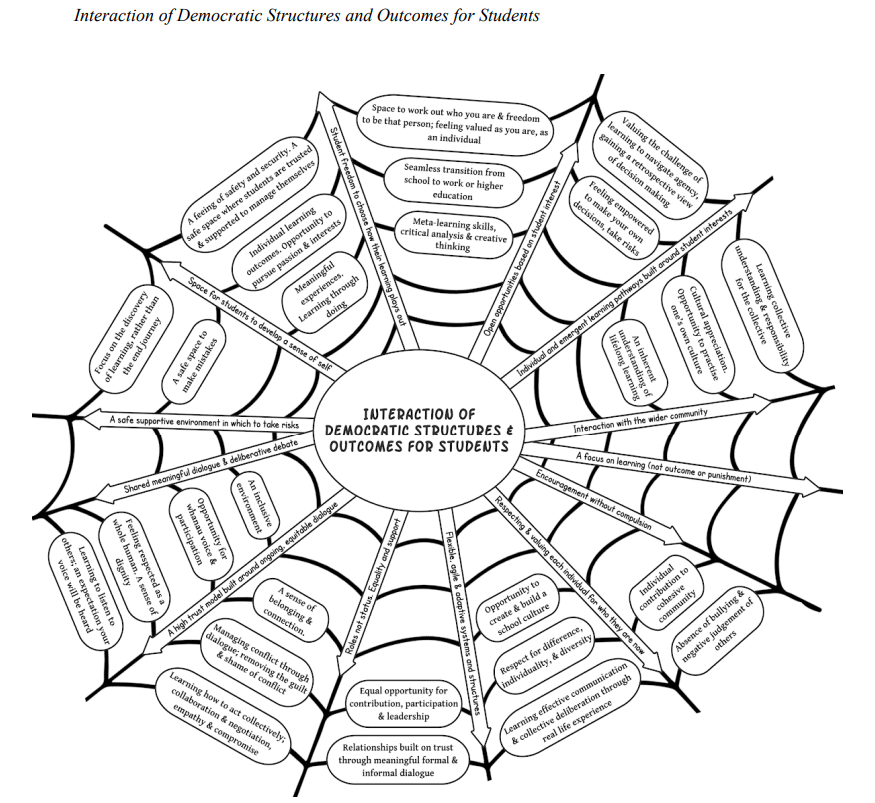 Interaction of Democratic Structures and Outcomes for Students
Space to work out who you are & freedom
to be that person; feeling valued as you are, as
an individual
Seamless transition from
school to work or higher
education
Meta-learning skills,
critical analysis & creative
thinking
Open opportunities based on student interest
Valuing the challenge of
learning to navigate agency,
gaining a retrospective view
of decision making
Feeling empowered
to make your own
decisions, take risks
Individual and emergent learning pathways built around student interests
Learning collective
understanding & responsibility
for the collective
Cultural appreciation.
Opportunity to practise
one's own culture
An inherent
understanding of
lifelong learning
Interaction with the wider community
A focus on learning (not outcome or punishment)
Encouragement without compulsion
Individual
contribution to
cohesive
community
Absence of bullying &
negative judgement of
others
Respecting & valuing each individual for who they are now
Opportunity to
create & build a
school culture
Respect for difference,
individuality, & diversity
Learning effective communication
& collective deliberation through
real life experience
Flexible, agile & adaptive systems and structures
Equal opportunity for
contribution, participation
& leadership
Relationships built on trust
through meaningful formal &
informal dialogue
Roles not status. Equality and support
A sense of
belonging &
connection.
Managing conflict through
dialogue; removing the guilt
& shame of conflict
Learning how to act collectively;
collaboration & negotiation,
empathy & compromise
A high trust model built around ongoing, equitable dialogue
An inclusive
environment
Opportunity for
whanau voice &
participation
Feeling respected as a
whole human. A sense of
dignity
Learning to listen to
others; an expectation your
voice will be heard
Shared meaningful dialogue & deliberative debate
A safe supportive environment in which to take risks
Focus on the discovery
of learning, rather than
the end journey
A safe space to
make mistakes
Space for students to develop a sense of self
A feeing of safety and security. A
safe space where students are trusted
& supported to manage themselves
Individual learning
outcomes. Opportunity to
pursue passion & interests
Meaningful
experiences.
Learning through
doing
Student freedom to choose how their learning plays out
INTERACTION OF
DEMOCRATIC STRUCTURES &
OUTCOMES FOR STUDENTS